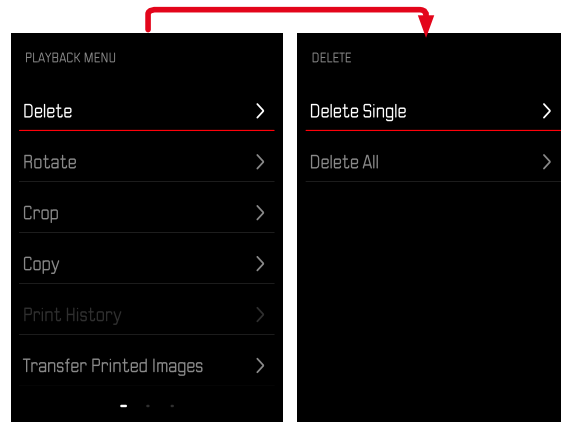 PLAYBACK MENU
Delete
Rotate
Crop
Copy
Print History
Transfer Printed Images
DELETE
Delete Single
Delete All